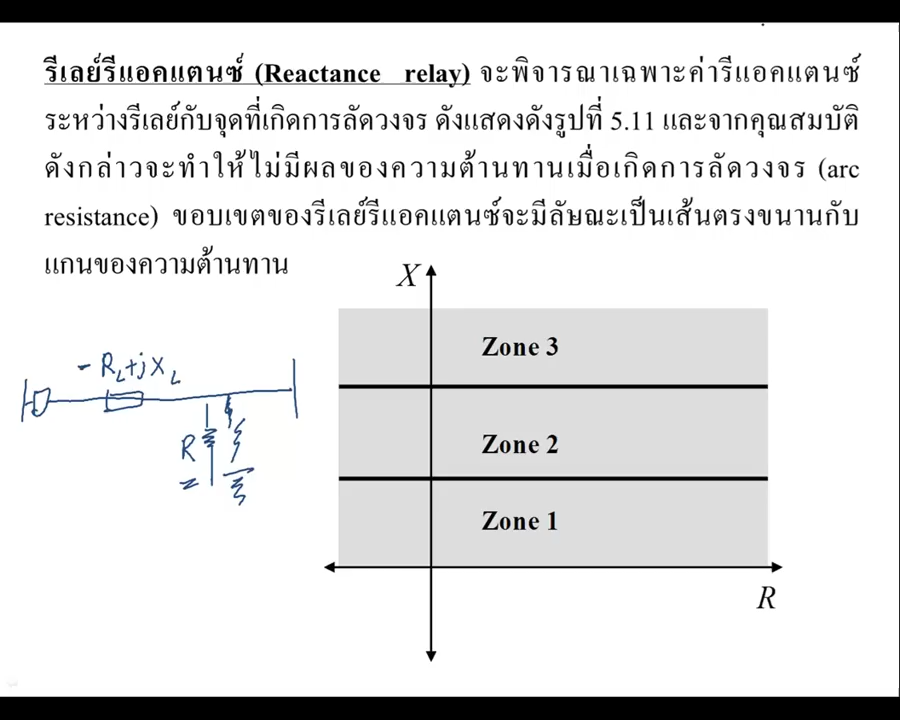 รีเลย์รีแอคแตนซ์ (Reactance relay) จะพิจารณาเฉพาะค่ารีแอคแตนซ์
ระหว่างรีเลย์กับจุดที่เกิดการลัดวงจร ดังแสดงดังรูปที่ 5.11 และจากคุณสมบัติ
ดังกล่าวจะทำให้ไม่มีผลของความต้านทานเมื่อเกิดการลัดวงจร (arc
resistance) ขอบเขตของรีเลย์รีแอคแตนซ์จะมีลัษณะเป็นเส้นตรงขนานกับ
แกนของความต้านทาน
X
Zone 3
- R_L+jX_L
Zone 2
R
Zone 1
R